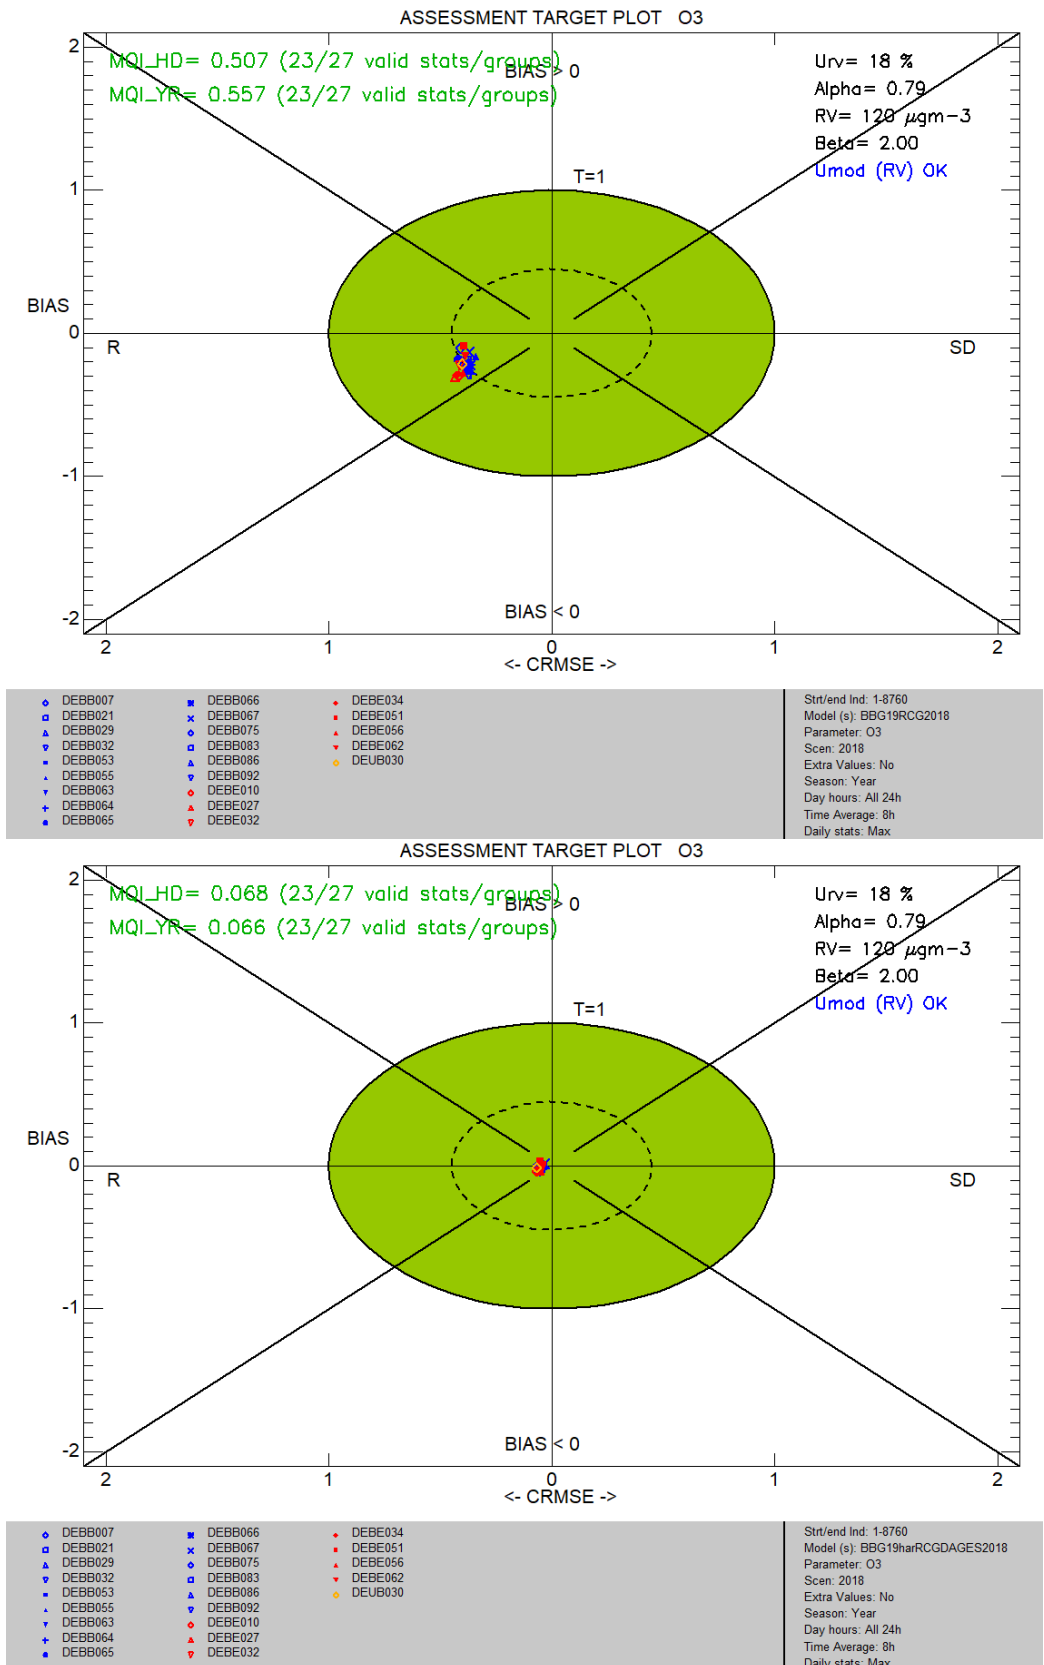 ASSESSMENT TARGET PLOT O3
MQI_HD= 0.507 (23/27 valid stats/groups)
MQI_YR= 0.557 (23/27 valid stats/groups)
BIAS > 0
Urv= 18 %
Alpha= 0.79
RV= 120 µgm-3
Beta= 2.00
Umod (RV) OK
T=1
2
1
0
-1
-2
BIAS
R
SD
BIAS < 0
2 1 0 1 2
<- CRMSE ->
DEBB007
DEBB021
DEBB029
DEBB032
DEBB053
DEBB055
DEBB063
DEBB064
DEBB065
DEBB066
DEBB067
DEBB075
DEBB083
DEBB086
DEBB092
DEBE010
DEBE027
DEBE032
DEBE034
DEBE051
DEBE056
DEBE062
DEUB030
Strt/end Ind: 1-8760
Model (s): BBG19RCG2018
Parameter: O3
Scen: 2018
Extra Values: No
Season: Year
Day hours: All 24h
Time Average: 8h
Daily stats: Max
ASSESSMENT TARGET PLOT O3
MQI_HD= 0.068 (23/27 valid stats/groups)
MQI_YR= 0.066 (23/27 valid stats/groups)
BIAS > 0
Urv= 18 %
Alpha= 0.79
RV= 120 µgm-3
Beta= 2.00
Umod (RV) OK
T=1
2
1
0
-1
-2
BIAS
R
SD
BIAS < 0
2 1 0 1 2
<- CRMSE ->
DEBB007
DEBB021
DEBB029
DEBB032
DEBB053
DEBB055
DEBB063
DEBB064
DEBB065
DEBB066
DEBB067
DEBB075
DEBB083
DEBB086
DEBB092
DEBE010
DEBE027
DEBE032
DEBE034
DEBE051
DEBE056
DEBE062
DEUB030
Strt/end Ind: 1-8760
Model (s): BBG19harRCGDAGES2018
Parameter: O3
Scen: 2018
Extra Values: No
Season: Year
Day hours: All 24h
Time Average: 8h
Daily stats: Max